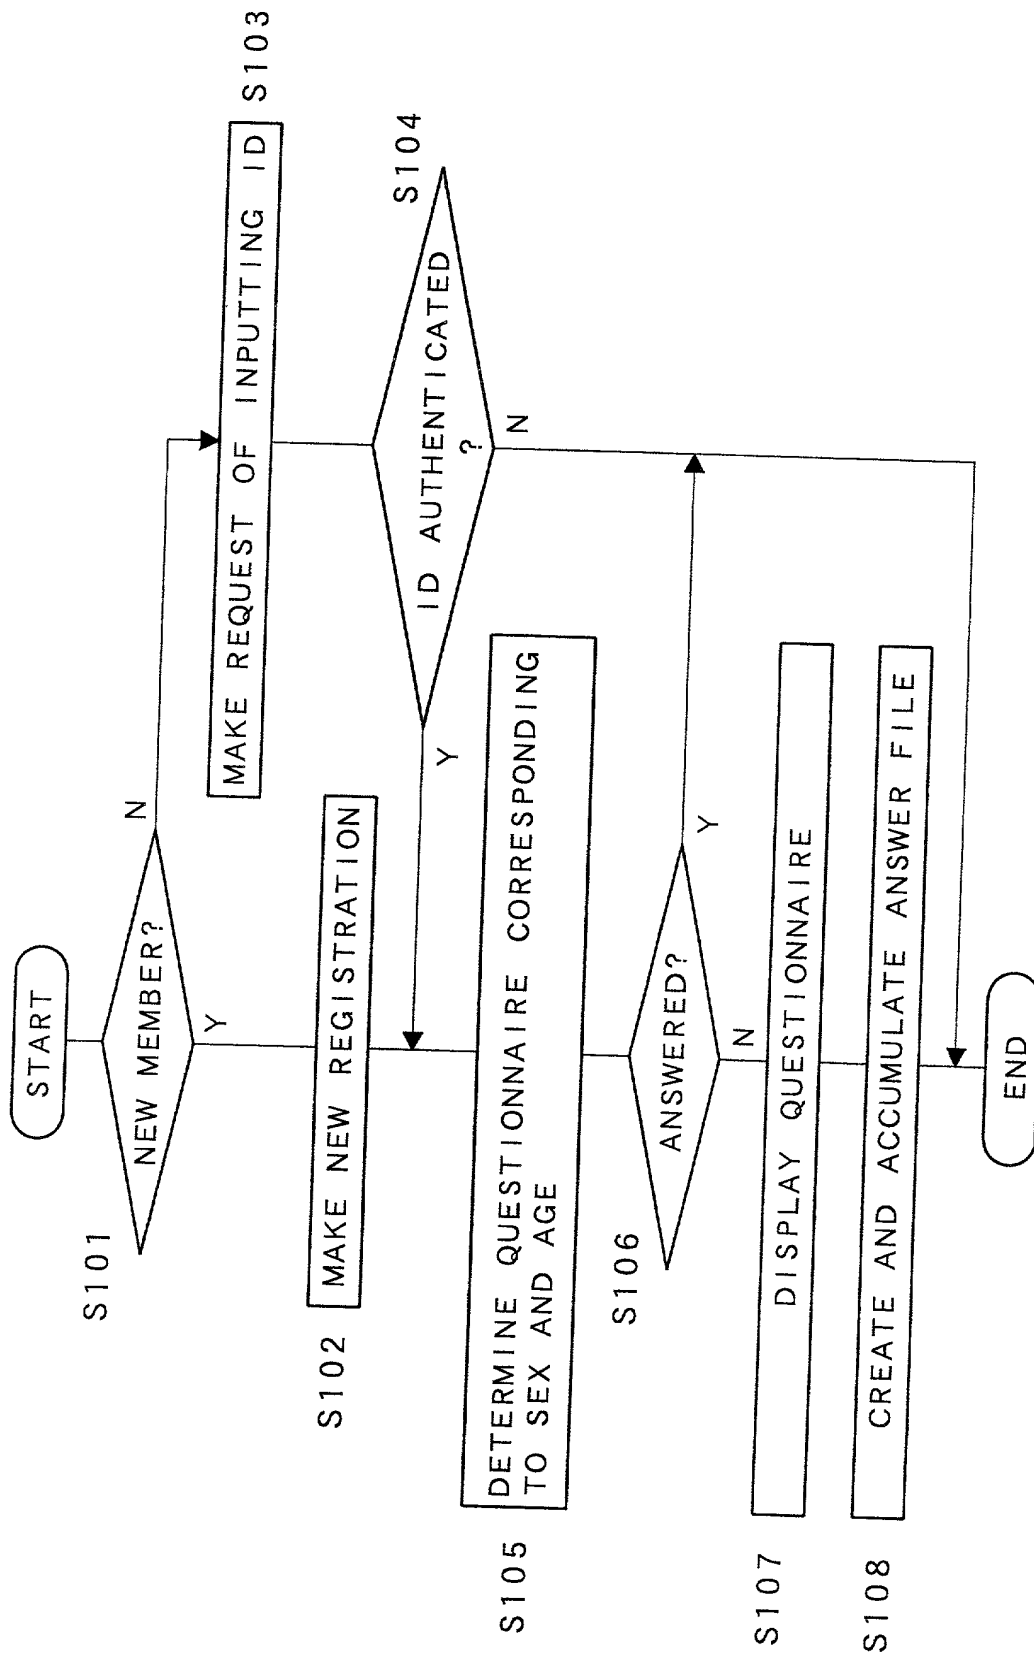 START
S101
NEW MEMBER?
N
Y
MAKE REQUEST OF INPUTTING ID
S103
S102
MAKE NEW REGISTRATION
S104
ID AUTHENTICATED
?
Y
N
S105
DETERMINE QUESTIONNAIRE CORRESPONDING
TO SEX AND AGE
S106
ANSWERED?
Y
N
S107
DISPLAY QUESTIONNAIRE
S108
CREATE AND ACCUMULATE ANSWER FILE
END